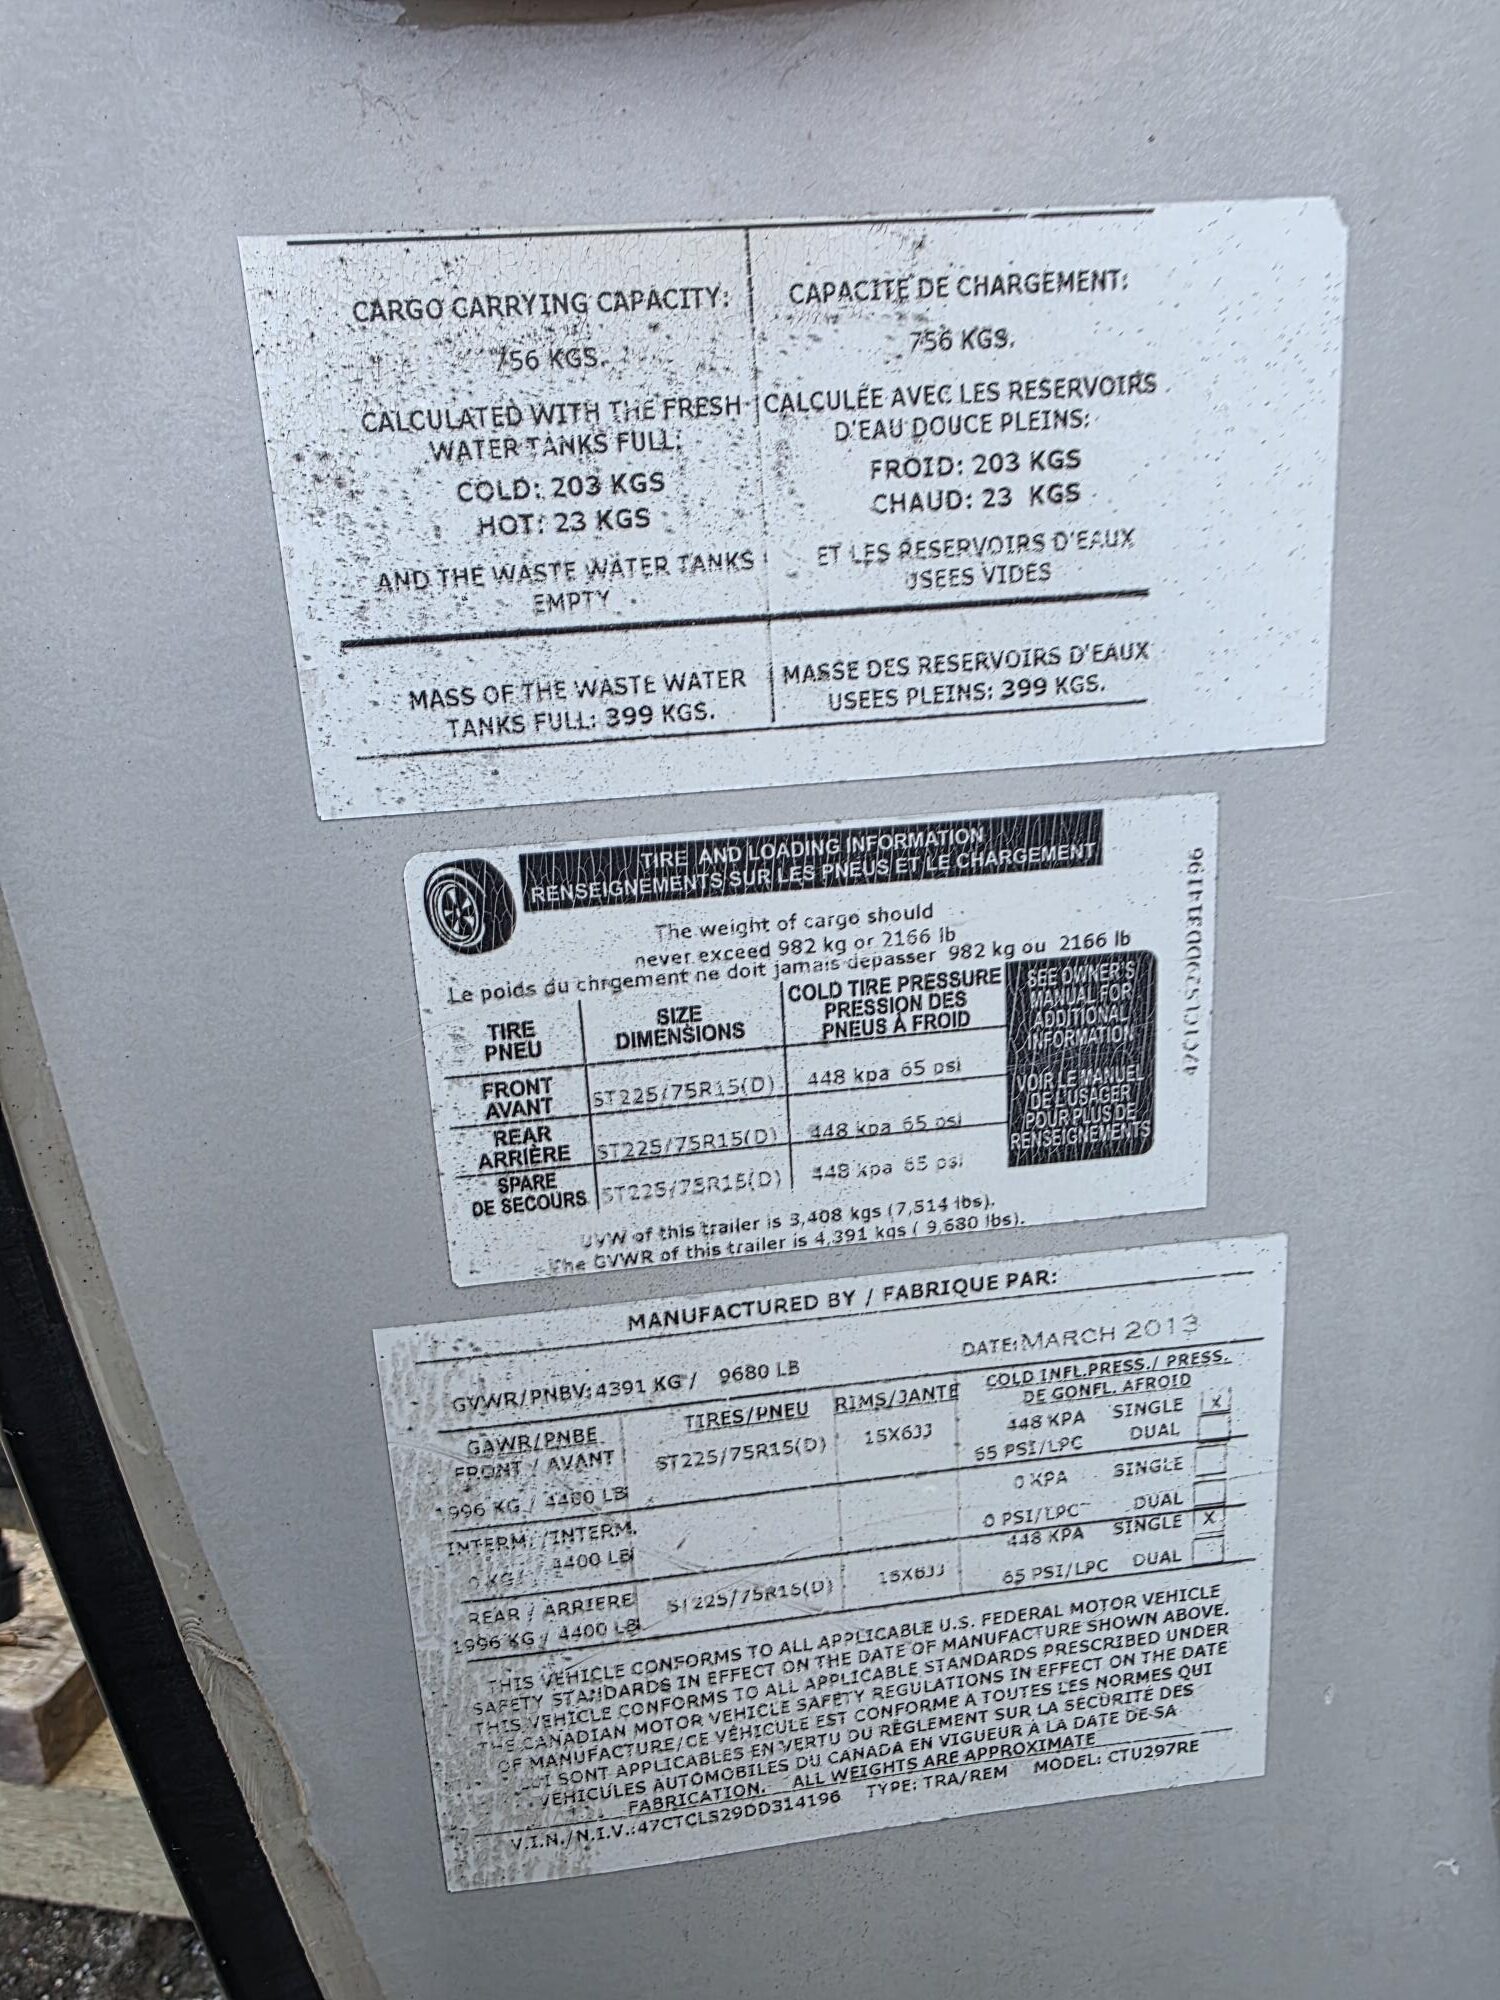 CARGO CARRYING CAPACITY:
756 KGS.
CALCULATED WITH THE FRESH
WATER TANKS FULL:
COLD: 203 KGS
HOT: 23 KGS
AND THE WASTE WATER TANKS
EMPTY
MASS OF THE WASTE WATER
TANKS FULL: 399 KGS.
CAPACITE DE CHARGEMENT:
756 KGS.
CALCULÉE AVEC LES RESERVOIRS
D'EAU DOUCE PLEINS:
FROID: 203 KGS
CHAUD: 23 KGS
ET LES RESERVOIRS D'EAUX
USEES VIDES
MASSE DES RESERVOIRS D'EAUX
USEES PLEINS: 399 KGS.
TIRE AND LOADING INFORMATION
RENSEIGNEMENTS SUR LES PNEUS ET LE CHARGEMENT
The weight of cargo should
never exceed 982 kg or 2166 lb
Le poids du chrgement ne doit jamais depasser 982 kg ou 2166 lb
TIRE
PNEU
SIZE
DIMENSIONS
COLD TIRE PRESSURE
PRESSION DES
PNEUS À FROID
FRONT
AVANT
ST225/75R15(D)
448 kpa 65 psi
REAR
ARRIÈRE
ST225/75R15(D)
448 kpa 65 psi
SPARE
DE SECOURS
ST225/75R15(D)
448 kpa 65 psi
SEE OWNER'S
MANUAL FOR
ADDITIONAL
INFORMATION
VOIR LE MANUEL
DE L'USAGER
POUR PLUS DE
RENSEIGNEMENTS
UVW of this trailer is 3,408 kgs (7,514 lbs).
The GVWR of this trailer is 4,391 kgs ( 9,680 lbs).
47CTCLS29DD314196
MANUFACTURED BY / FABRIQUE PAR:
DATE:MARCH 2013
GVWR/PNBV:4391 KG / 9680 LB
GAWR/PNBE
TIRES/PNEU
RIMS/JANTE
COLD INFL.PRESS./ PRESS.
DE GONFL. AFROID
FRONT / AVANT
1996 KG / 4400 LB
ST225/75R15(D)
15X6JJ
448 KPA SINGLE X
65 PSI/LPC DUAL
INTERM./INTERM.
0 KG/ 4400 LB
0 KPA SINGLE
0 PSI/LPC DUAL
REAR / ARRIERE
1996 KG / 4400 LB
ST225/75R15(D)
15X6JJ
448 KPA SINGLE X
65 PSI/LPC DUAL
THIS VEHICLE CONFORMS TO ALL APPLICABLE U.S. FEDERAL MOTOR VEHICLE
SAFETY STANDARDS IN EFFECT ON THE DATE OF MANUFACTURE SHOWN ABOVE.
THIS VEHICLE CONFORMS TO ALL APPLICABLE STANDARDS PRESCRIBED UNDER
THE CANADIAN MOTOR VEHICLE SAFETY REGULATIONS IN EFFECT ON THE DATE
OF MANUFACTURE/CE VÉHICULE EST CONFORME A TOUTES LES NORMES QUI
LUI SONT APPLICABLES EN VERTU DU RÈGLEMENT SUR LA SÉCURITÉ DES
VEHICULES AUTOMOBILES DU CANADA EN VIGUEUR À LA DATE DE SA
FABRICATION. ALL WEIGHTS ARE APPROXIMATE
V.I.N./N.I.V.:47CTCLS29DD314196 TYPE: TRA/REM MODEL: CTU297RE